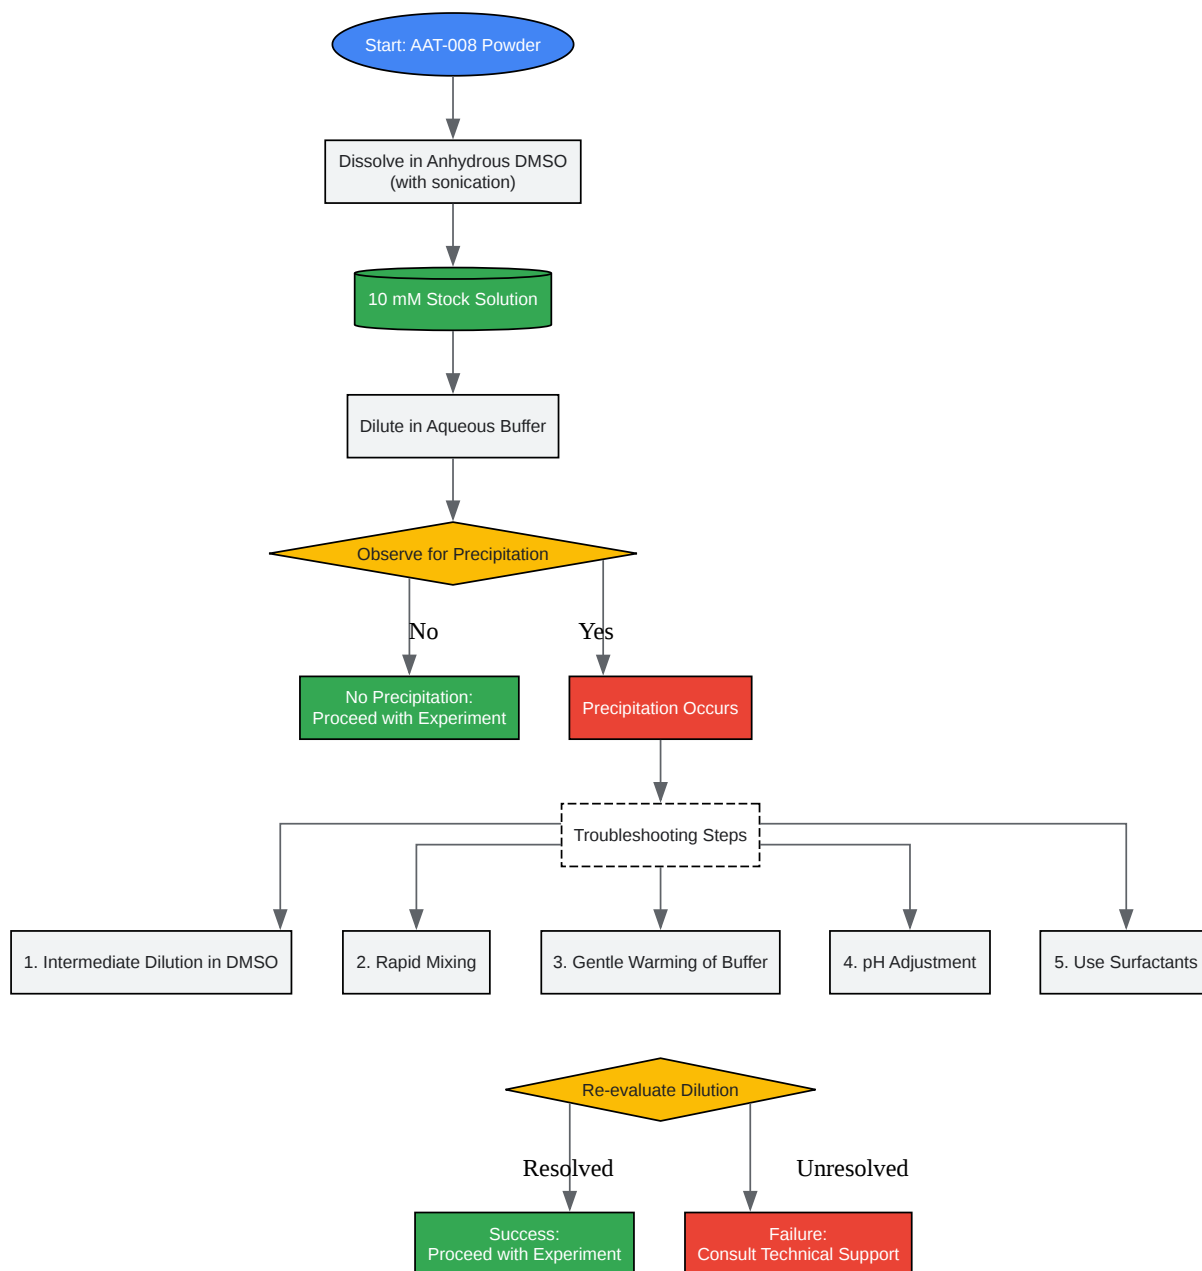 Start: AAT-008 Powder
Dissolve in Anhydrous DMSO
(with sonication)
10 mM Stock Solution
Dilute in Aqueous Buffer
Observe for Precipitation
No
Yes
No Precipitation:
Proceed with Experiment
Precipitation Occurs
Troubleshooting Steps
1. Intermediate Dilution in DMSO
2. Rapid Mixing
3. Gentle Warming of Buffer
4. pH Adjustment
5. Use Surfactants
Re-evaluate Dilution
Resolved
Unresolved
Success:
Proceed with Experiment
Failure:
Consult Technical Support